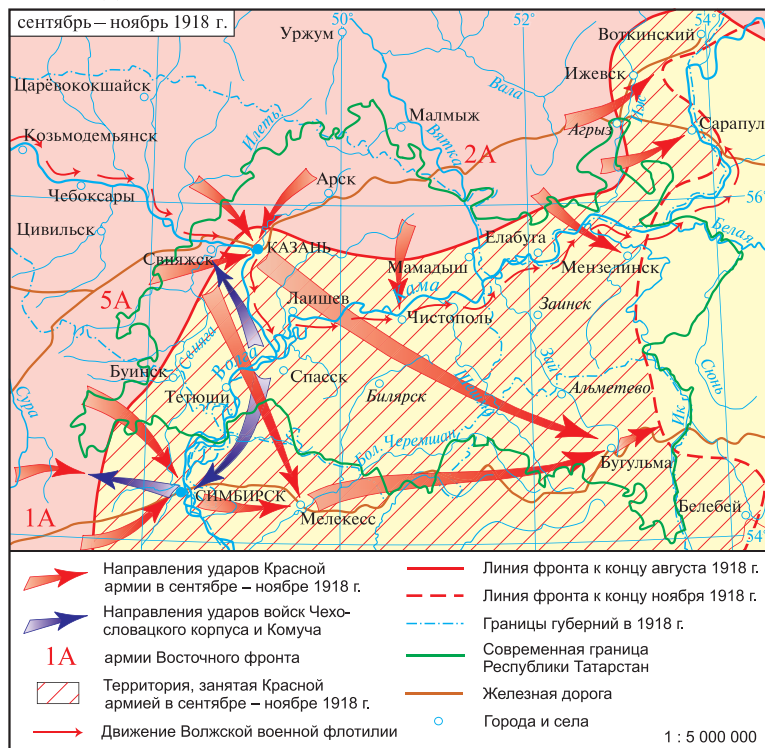 сентябрь – ноябрь 1918 г.
50°
52°
54°
Уржум
Воткинский
Ижевск
Вала
Царёвококшайск
Илеть
Малмыж
Вятка
Агрыз
Иж
Сарапул
Козьмодемьянск
2А
Арск
Чебоксары
56°
Цивильск
Свияжск
КАЗАНЬ
Елабуга
Белая
Мамадыш
Мензелинск
Кама
5А
Лаишев
Чистополь
Заинск
Свияга
Волга
Буинск
Спасск
Зай
Сюнь
Тетюши
Билярск
Шешма
Альметево
Сура
Ик
Бол. Черемшан
Бугульма
СИМБИРСК
Мелекесс
Белебей
1А
54°
Направления ударов Красной
армии в сентябре – ноябре 1918 г.
Направления ударов войск Чехо-
словацкого корпуса и Комуча
1А
армии Восточного фронта
Территория, занятая Красной
армией в сентябре – ноябре 1918 г.
Движение Волжской военной флотилии
Линия фронта к концу августа 1918 г.
Линия фронта к концу ноября 1918 г.
Границы губерний в 1918 г.
Современная граница
Республики Татарстан
Железная дорога
Города и села
1 : 5 000 000